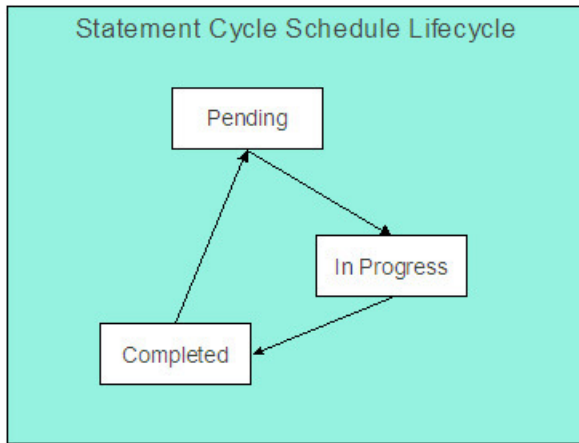 Statement Cycle Schedule Lifecycle
Pending
In Progress
Completed